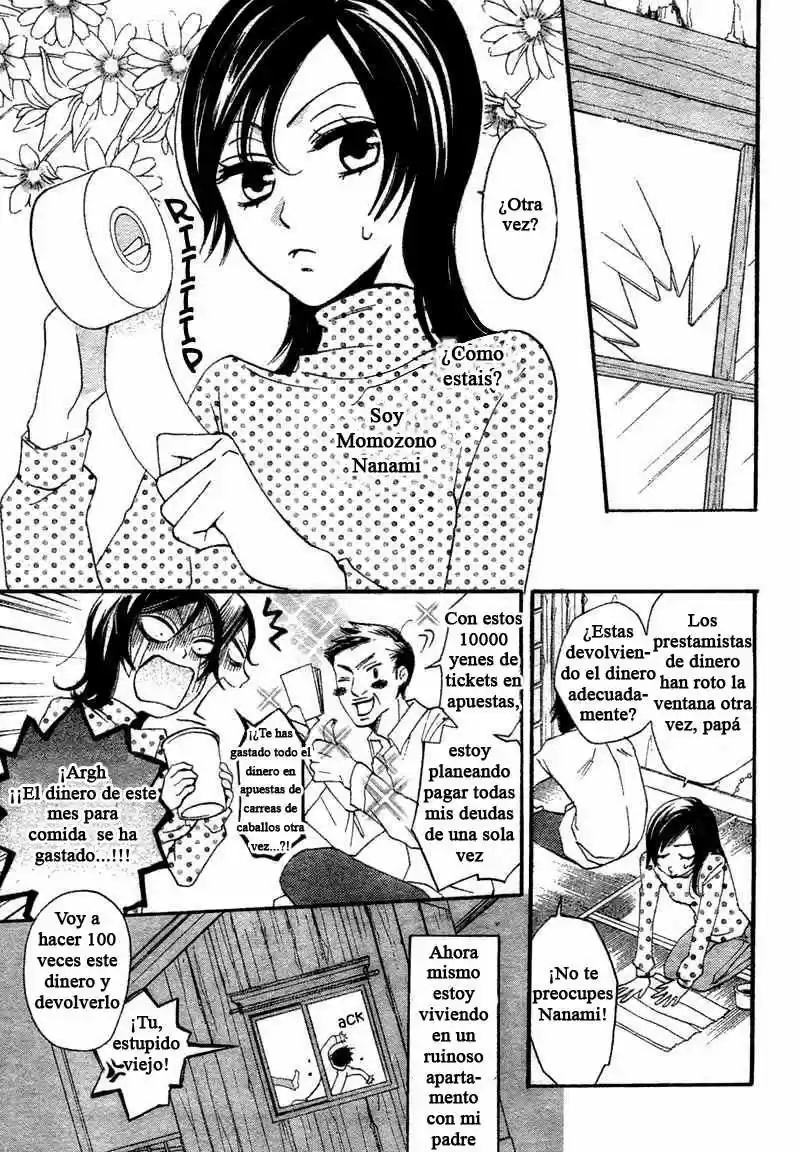 ¿Otra
vez?
RIIIIIP
¿Como
estais?
Soy
Momozono
Nanami
Los
prestamistas
de dinero
han roto la
ventana otra
vez, papá
¿Estas
devolvien-
do el dinero
adecuada-
mente?
¡No te
preocupes
Nanami!
Con estos
10000
yenes de
tickets en
apuestas,
estoy
planeando
pagar todas
mis deudas
de una sola
vez
¡¿Te has
gastado todo el
dinero en
apuestas de
carreas de
caballos otra
vez...?!
¡Argh
¡¡El dinero de este
mes para
comida se ha
gastado...!!!
Voy a
hacer 100
veces este
dinero y
devolverlo
¡Tu,
estupido
viejo!
ACK
Ahora
mismo
estoy
viviendo
en un
ruinoso
aparta-
mento
con mi
padre